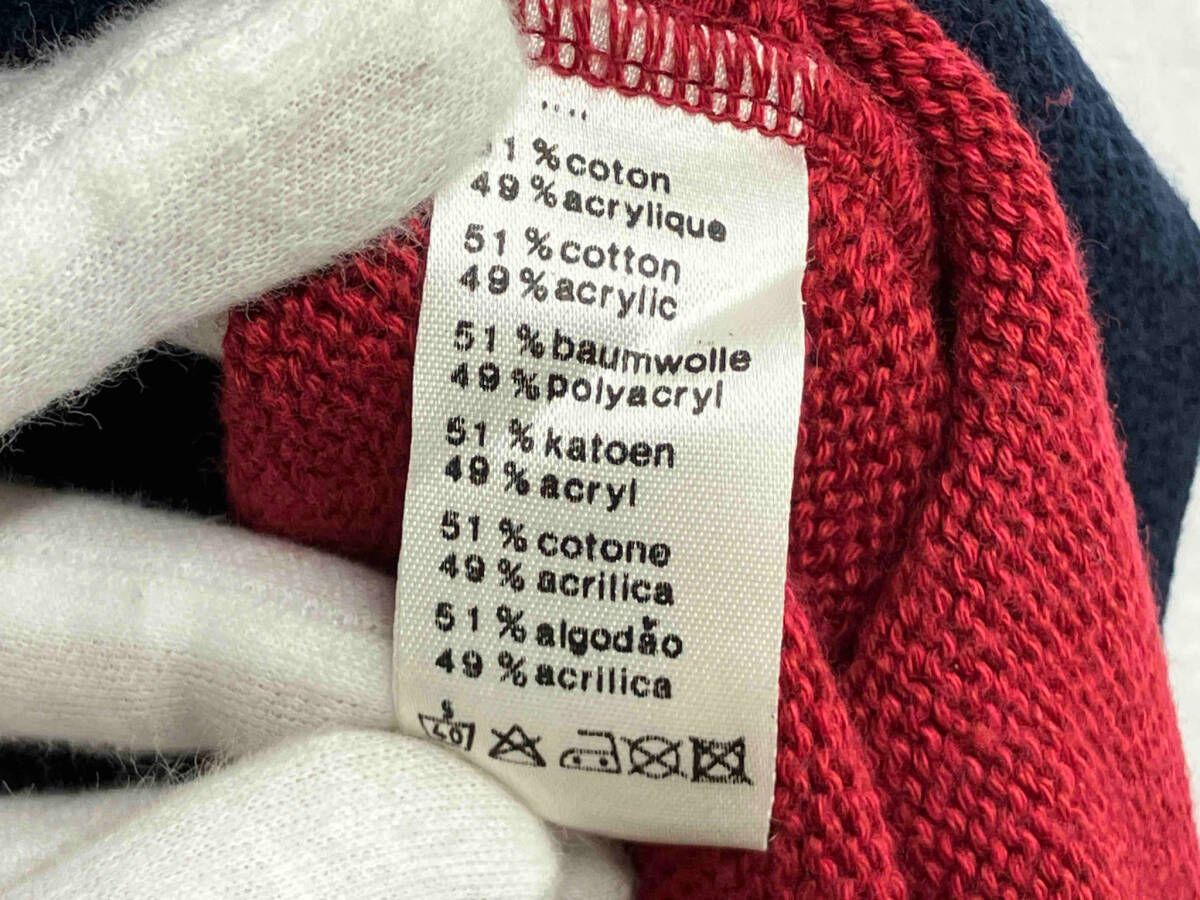 1 %coton
49 %acrylique
51 %cotton
49 %acrylic
51 %baumwolle
49 %polyacryl
51 %katoen
49 %acryl
51 %cotone
49 %acrilica
51 %algodão
49 %acrilica
40